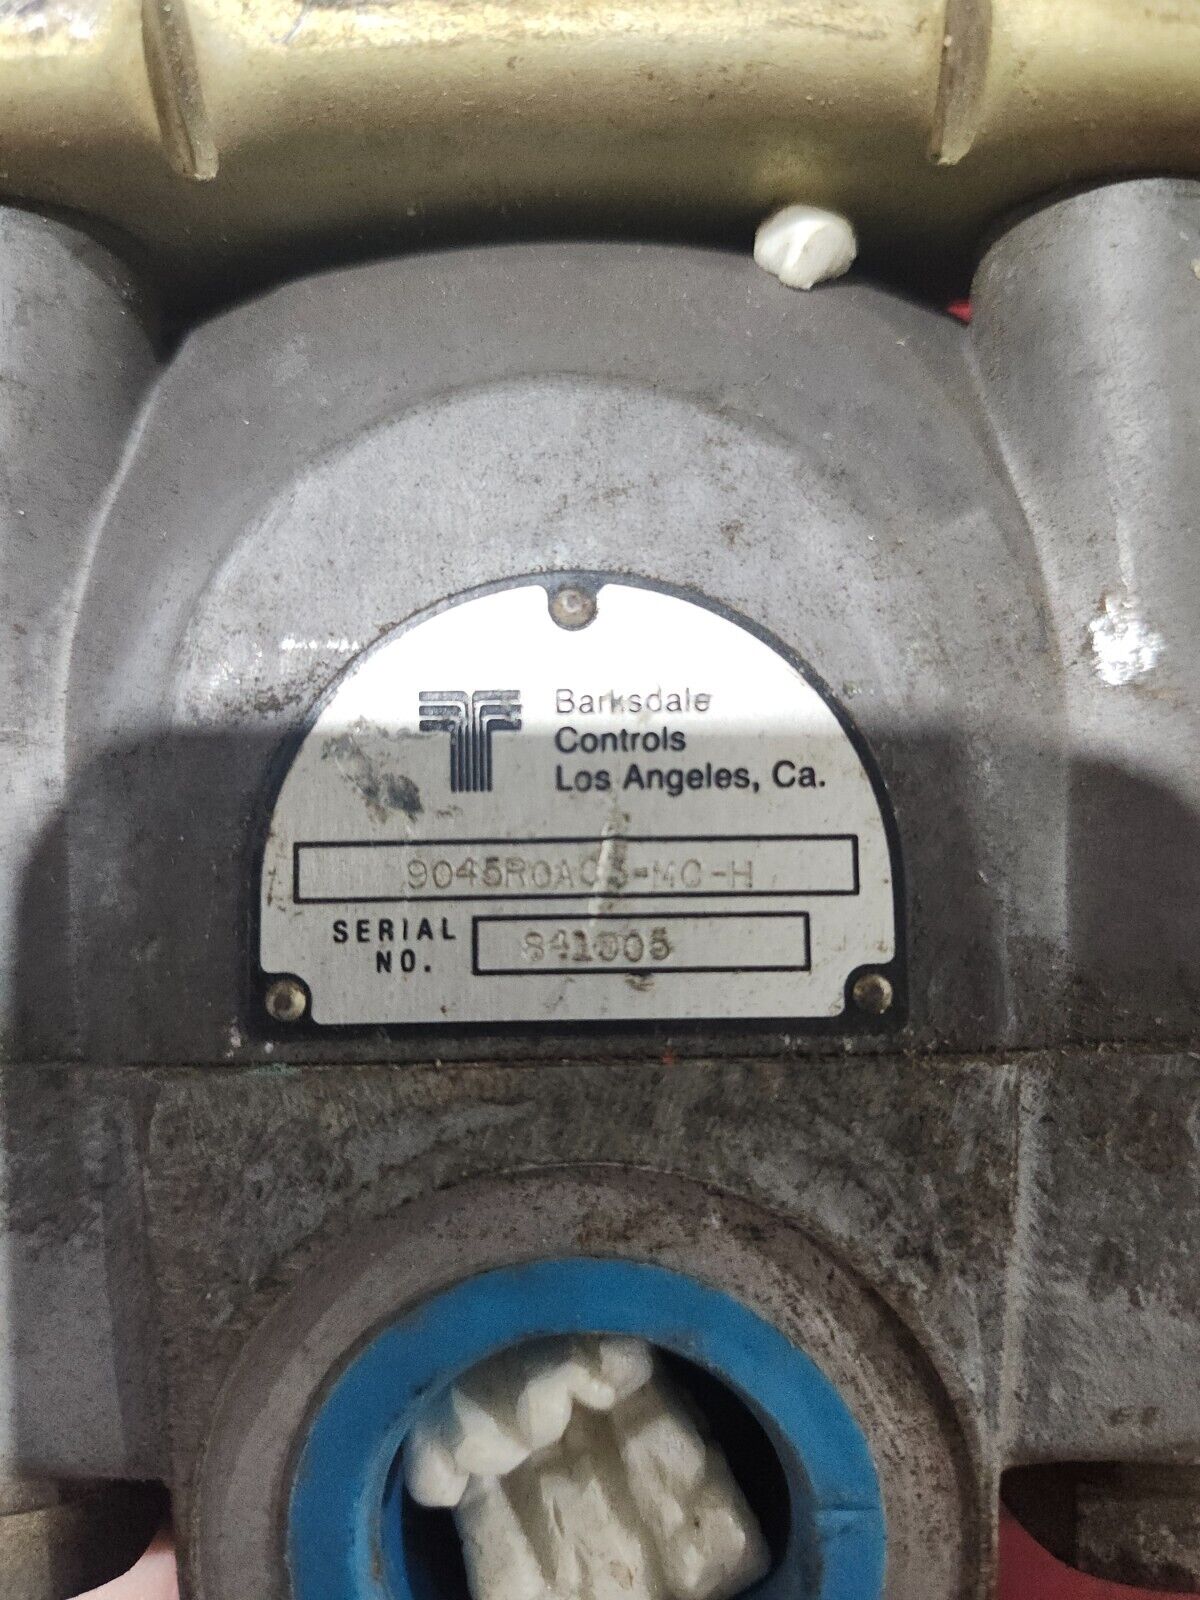 Barksdale
Controls
Los Angeles, Ca.
9045R0AC3-MC-H
SERIAL
NO.
841005